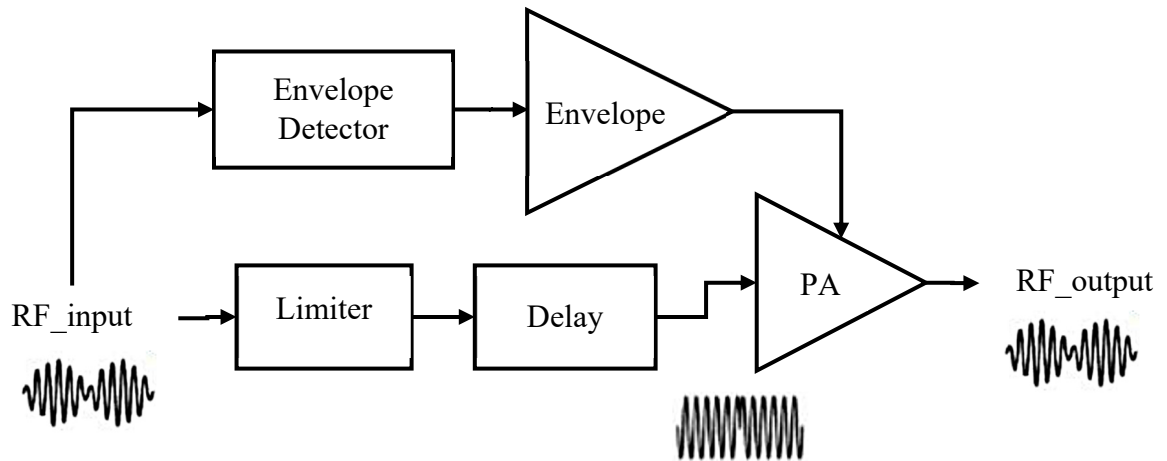 Envelope
Detector
Envelope
RF_input
Limiter
Delay
PA
RF_output